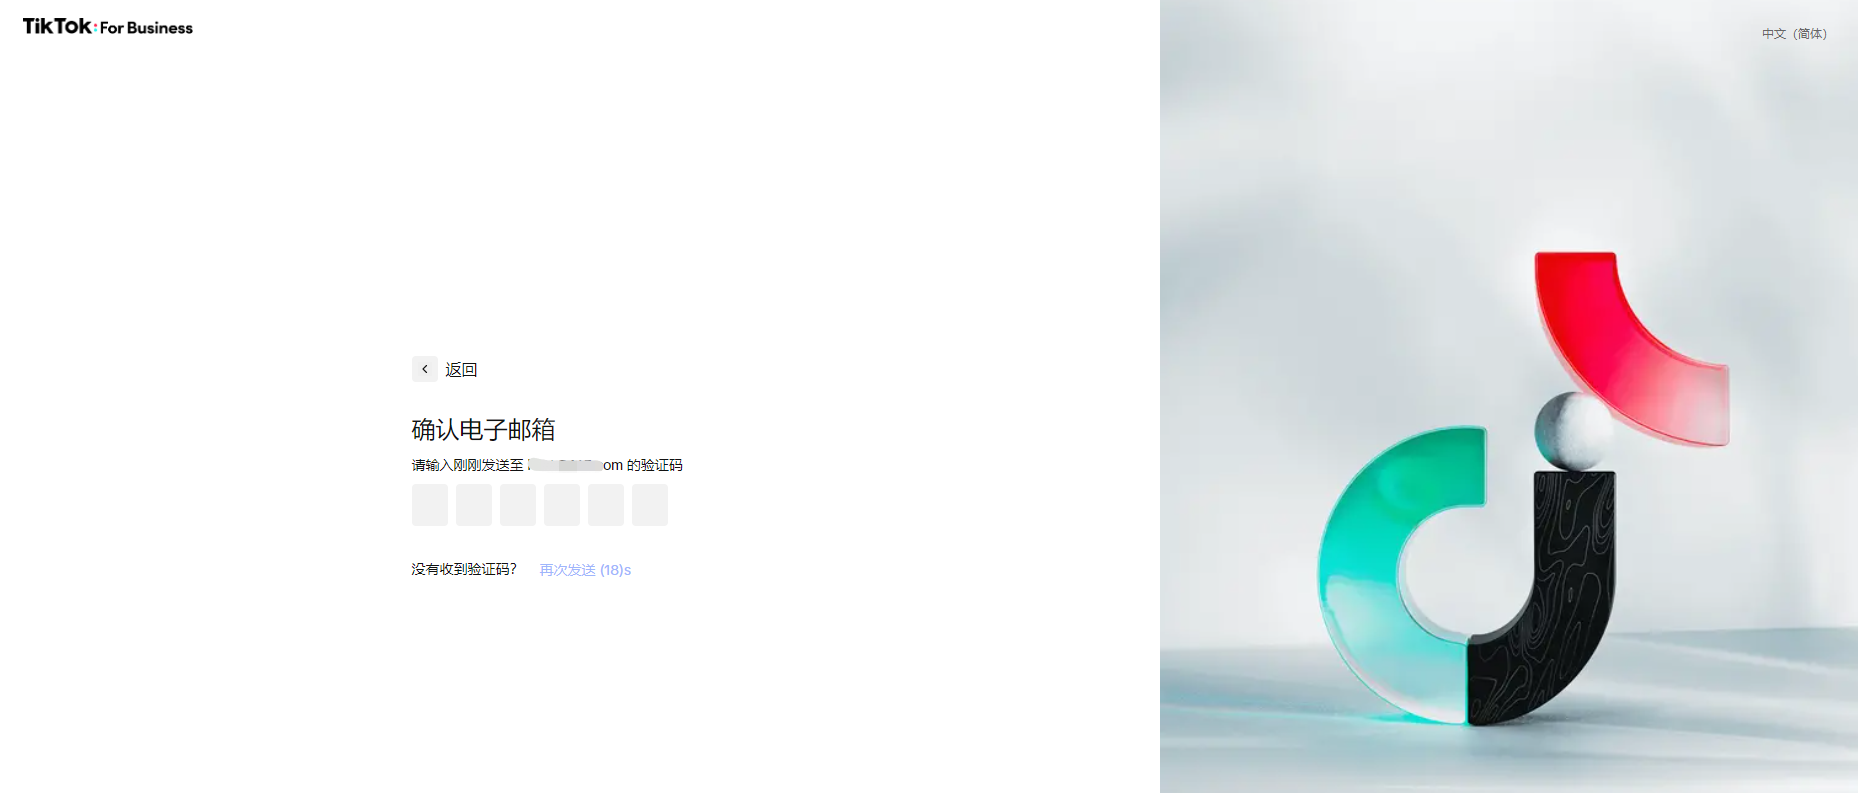 TikTok: For Business
中文（简体）
返回
确认电子邮箱
请输入刚刚发送至 om 的验证码
没有收到验证码？ 再次发送 (18)s